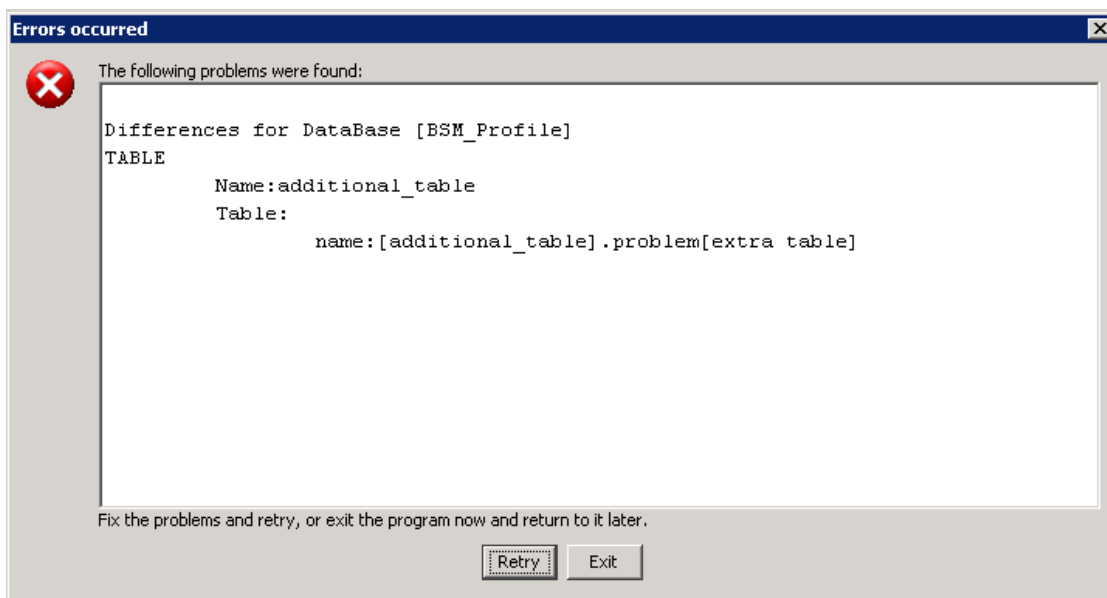 Errors occurred
The following problems were found:
Differences for DataBase [BSM_Profile]
TABLE
Name:additional_table
Table:
name:[additional_table].problem[extra table]
Fix the problems and retry, or exit the program now and return to it later.
Retry Exit